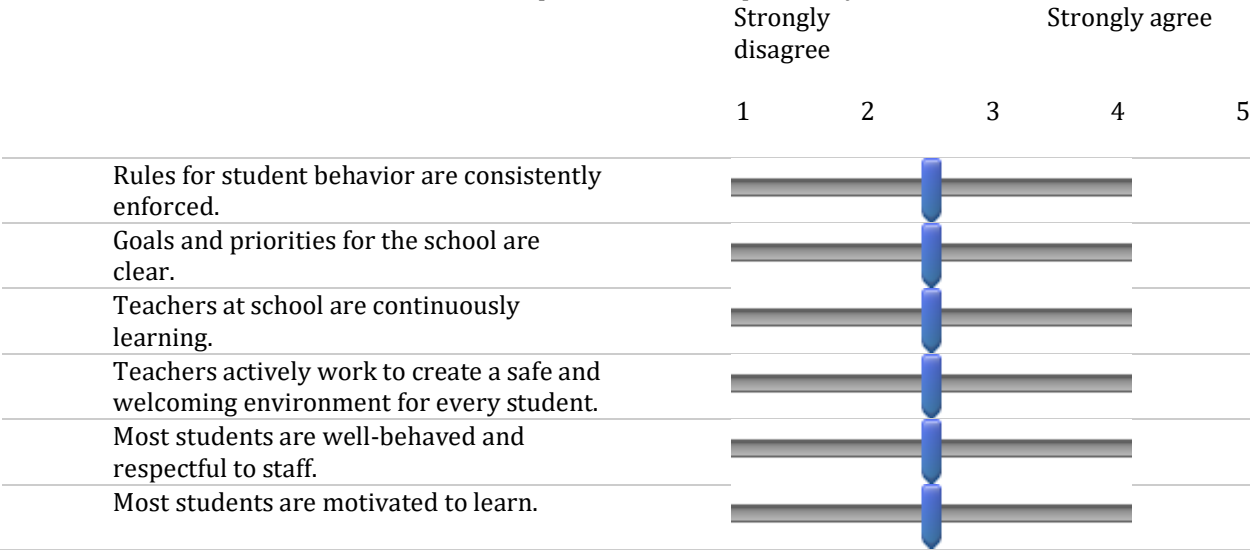 Strongly Strongly agree
disagree
1 2 3 4 5
Rules for student behavior are consistently
enforced.
Goals and priorities for the school are
clear.
Teachers at school are continuously
learning.
Teachers actively work to create a safe and
welcoming environment for every student.
Most students are well-behaved and
respectful to staff.
Most students are motivated to learn.